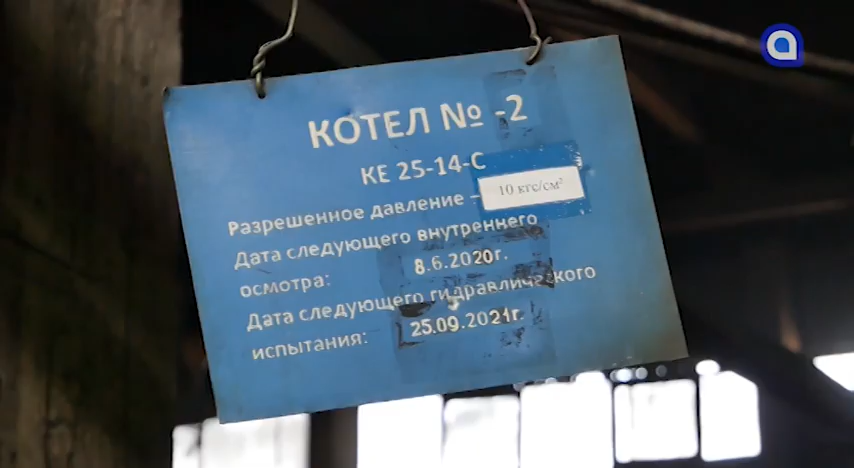 КОТЕЛ № -2
КЕ 25-14-С
Разрешенное давление - 10 кгс/см²
Дата следующего внутреннего
осмотра: 8.6.2020г.
Дата следующего гидравлического
испытания: 25.09.2021г.